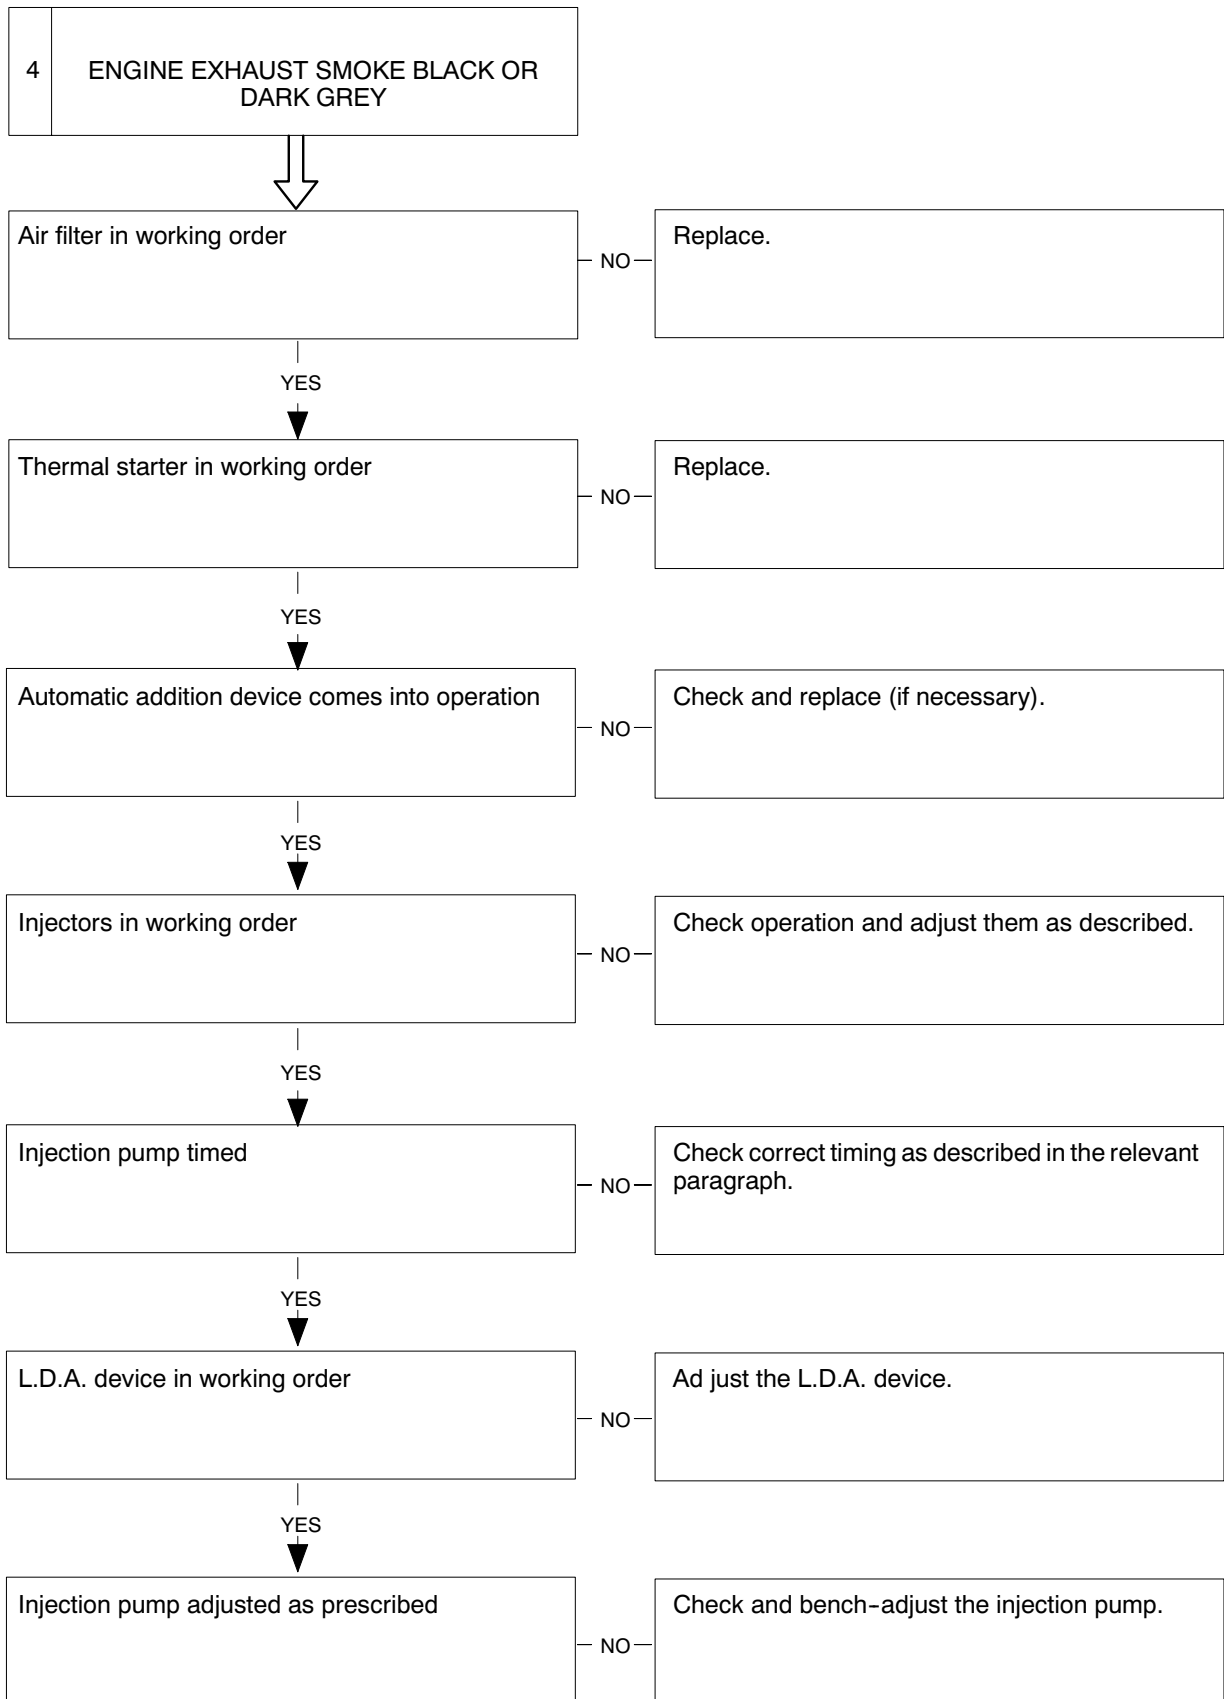 4
ENGINE EXHAUST SMOKE BLACK OR
DARK GREY
Air filter in working order
NO
Replace.
YES
Thermal starter in working order
NO
Replace.
YES
Automatic addition device comes into operation
NO
Check and replace (if necessary).
YES
Injectors in working order
NO
Check operation and adjust them as described.
YES
Injection pump timed
NO
Check correct timing as described in the relevant
paragraph.
YES
L.D.A. device in working order
NO
Ad just the L.D.A. device.
YES
Injection pump adjusted as prescribed
NO
Check and bench-adjust the injection pump.